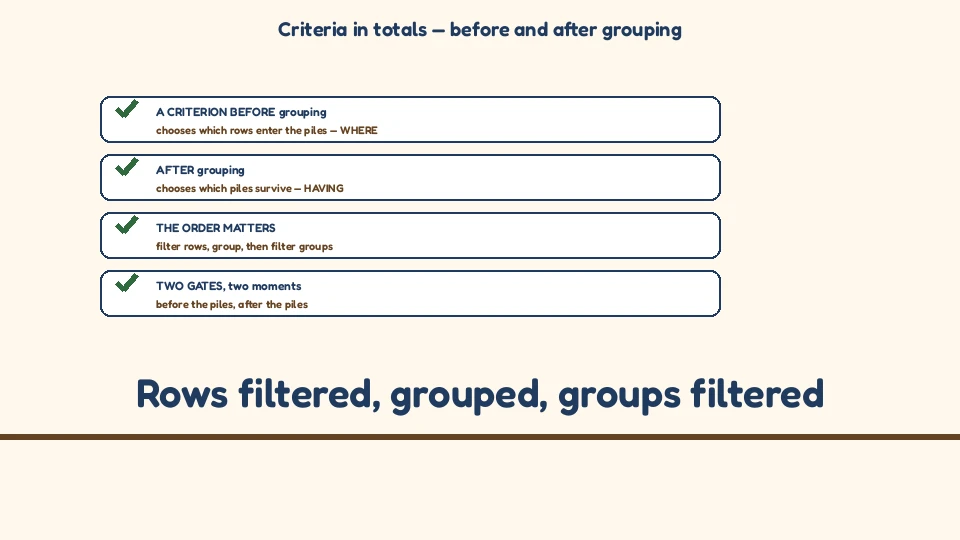 Criteria in totals — before and after grouping
A CRITERION BEFORE grouping
chooses which rows enter the piles — WHERE
AFTER grouping
chooses which piles survive — HAVING
THE ORDER MATTERS
filter rows, group, then filter groups
TWO GATES, two moments
before the piles, after the piles
Rows filtered, grouped, groups filtered